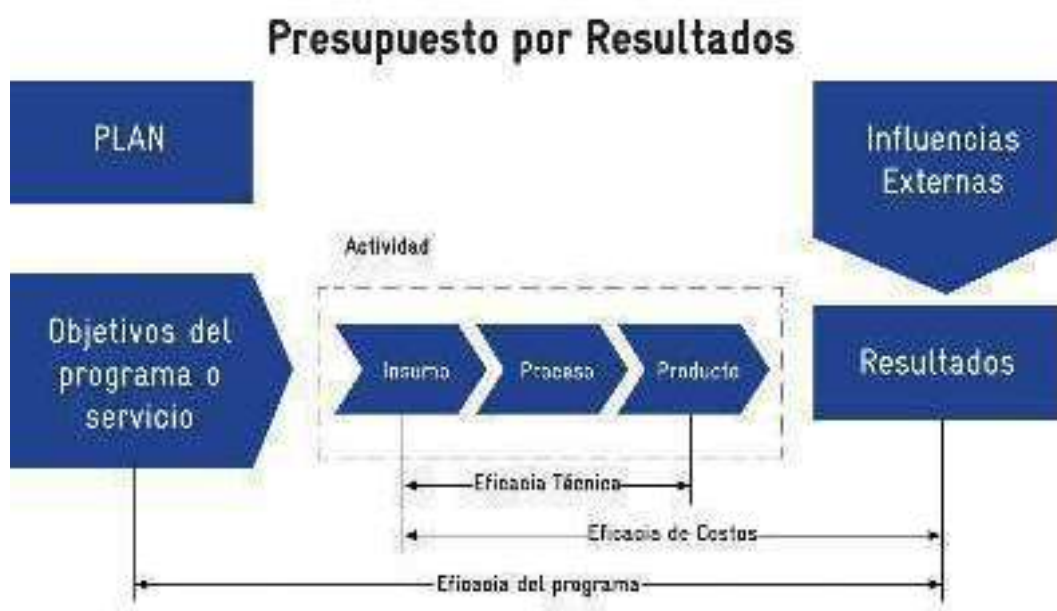 Presupuesto por Resultados
PLAN
Influencias
Externas
Actividad
Objetivos del
programa o
servicio
Insumo
Proceso
Producto
Resultados
Eficacia Técnica
Eficacia de Costos
Eficacia del programa